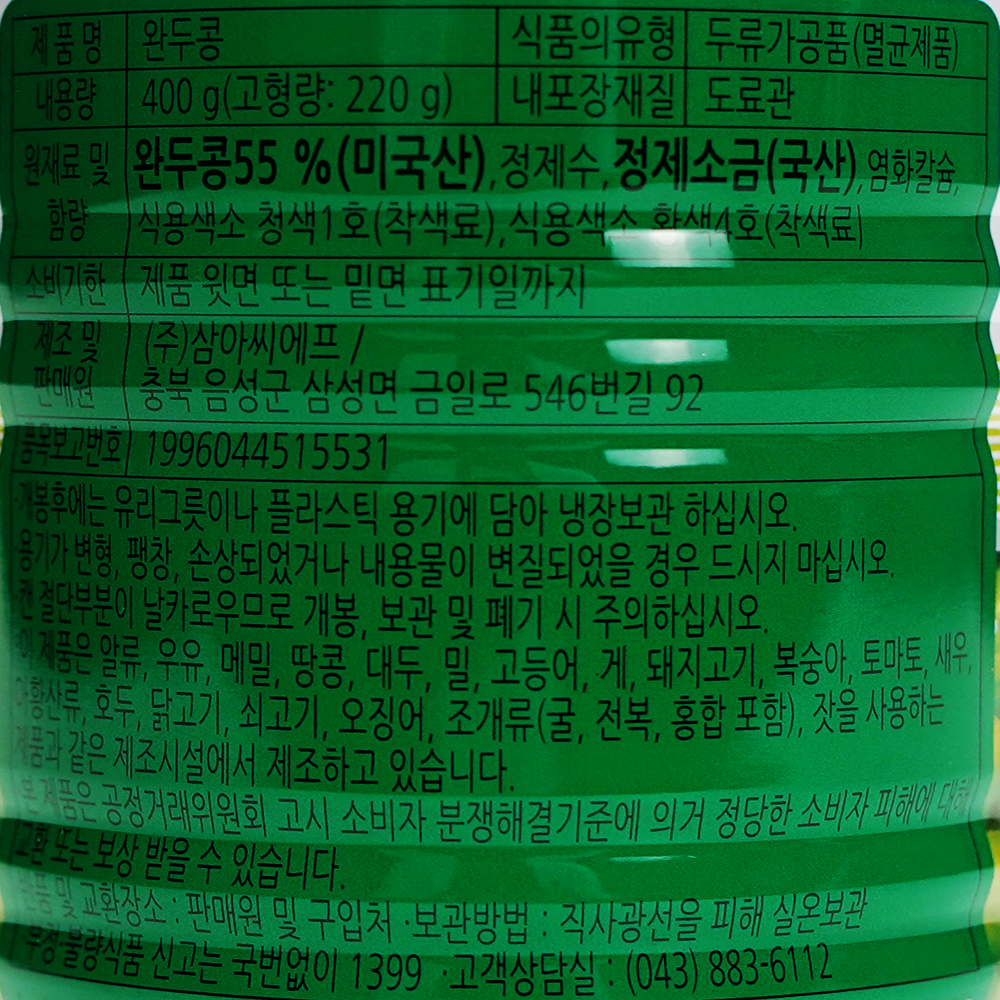 제품명 완두콩 식품의유형 두류가공품(멸균제품)
내용량 400 g(고형량: 220 g) 내포장재질 도료관
원재료 및 완두콩55 %(미국산),정제수,정제소금(국산),염화칼슘,
함량 식용색소 청색1호(착색료),식용색소 황색4호(착색료)
소비기한 제품 윗면 또는 밑면 표기일까지
제조 및 (주)삼아씨에프 /
판매원 충북 음성군 삼성면 금일로 546번길 92
품목보고번호 1996044515531
·개봉후에는 유리그릇이나 플라스틱 용기에 담아 냉장보관 하십시오.
용기가 변형, 팽창, 손상되었거나 내용물이 변질되었을 경우 드시지 마십시오.
·캔 절단부분이 날카로우므로 개봉, 보관 및 폐기 시 주의하십시오.
·이 제품은 알류, 우유, 메밀, 땅콩, 대두, 밀, 고등어, 게, 돼지고기, 복숭아, 토마토, 새우,
아황산류, 호두, 닭고기, 쇠고기, 오징어, 조개류(굴, 전복, 홍합 포함), 잣을 사용하는
제품과 같은 제조시설에서 제조하고 있습니다.
본 제품은 공정거래위원회 고시 소비자 분쟁해결기준에 의거 정당한 소비자 피해에 대해
교환 또는 보상 받을 수 있습니다.
반품 및 교환장소 : 판매원 및 구입처 ·보관방법 : 직사광선을 피해 실온보관
부정·불량식품 신고는 국번없이 1399 ·고객상담실 : (043) 883-6112